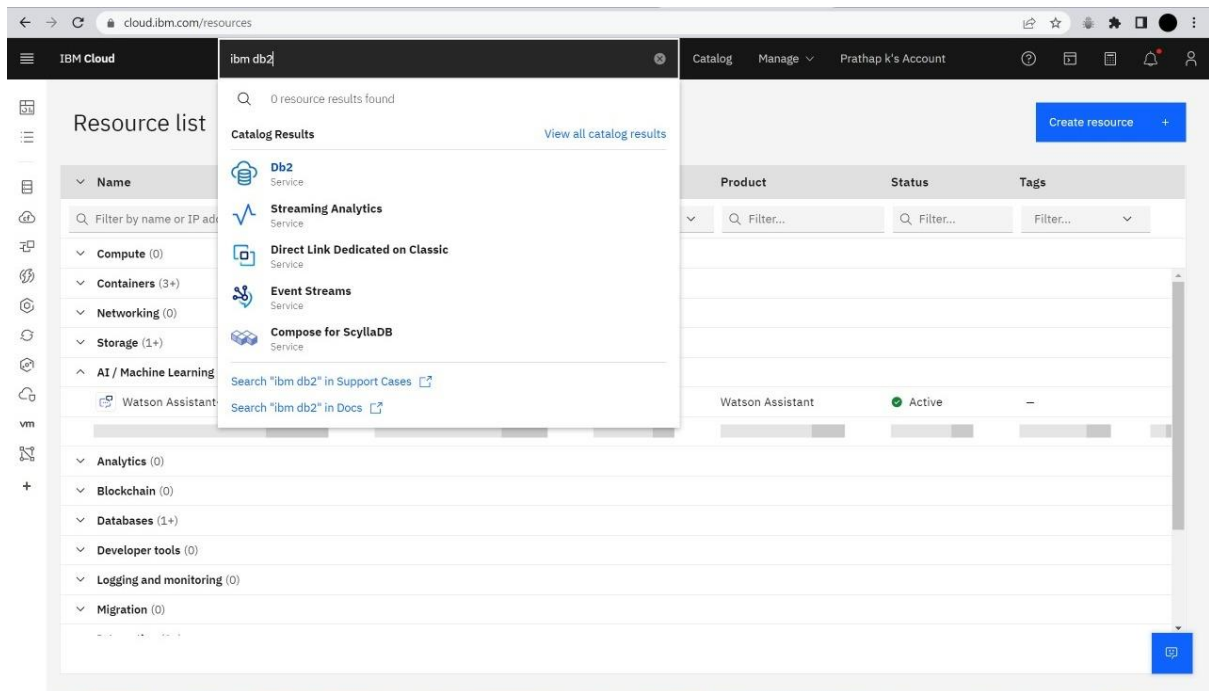 cloud.ibm.com/resources
IBM Cloud
ibm db2
Catalog
Manage
Prathap k's Account
0 resource results found
Resource list
Create resource +
Catalog Results
View all catalog results
Db2
Service
Name
Product
Status
Tags
Streaming Analytics
Service
Filter by name or IP add
Filter...
Filter...
Filter...
Direct Link Dedicated on Classic
Service
Compute (0)
Containers (3+)
Event Streams
Service
Networking (0)
Compose for ScyllaDB
Service
Storage (1+)
AI / Machine Learning
Search "ibm db2" in Support Cases
Watson Assistant
Search "ibm db2" in Docs
Watson Assistant
Active
–
vm
Analytics (0)
Blockchain (0)
Databases (1+)
Developer tools (0)
Logging and monitoring (0)
Migration (0)